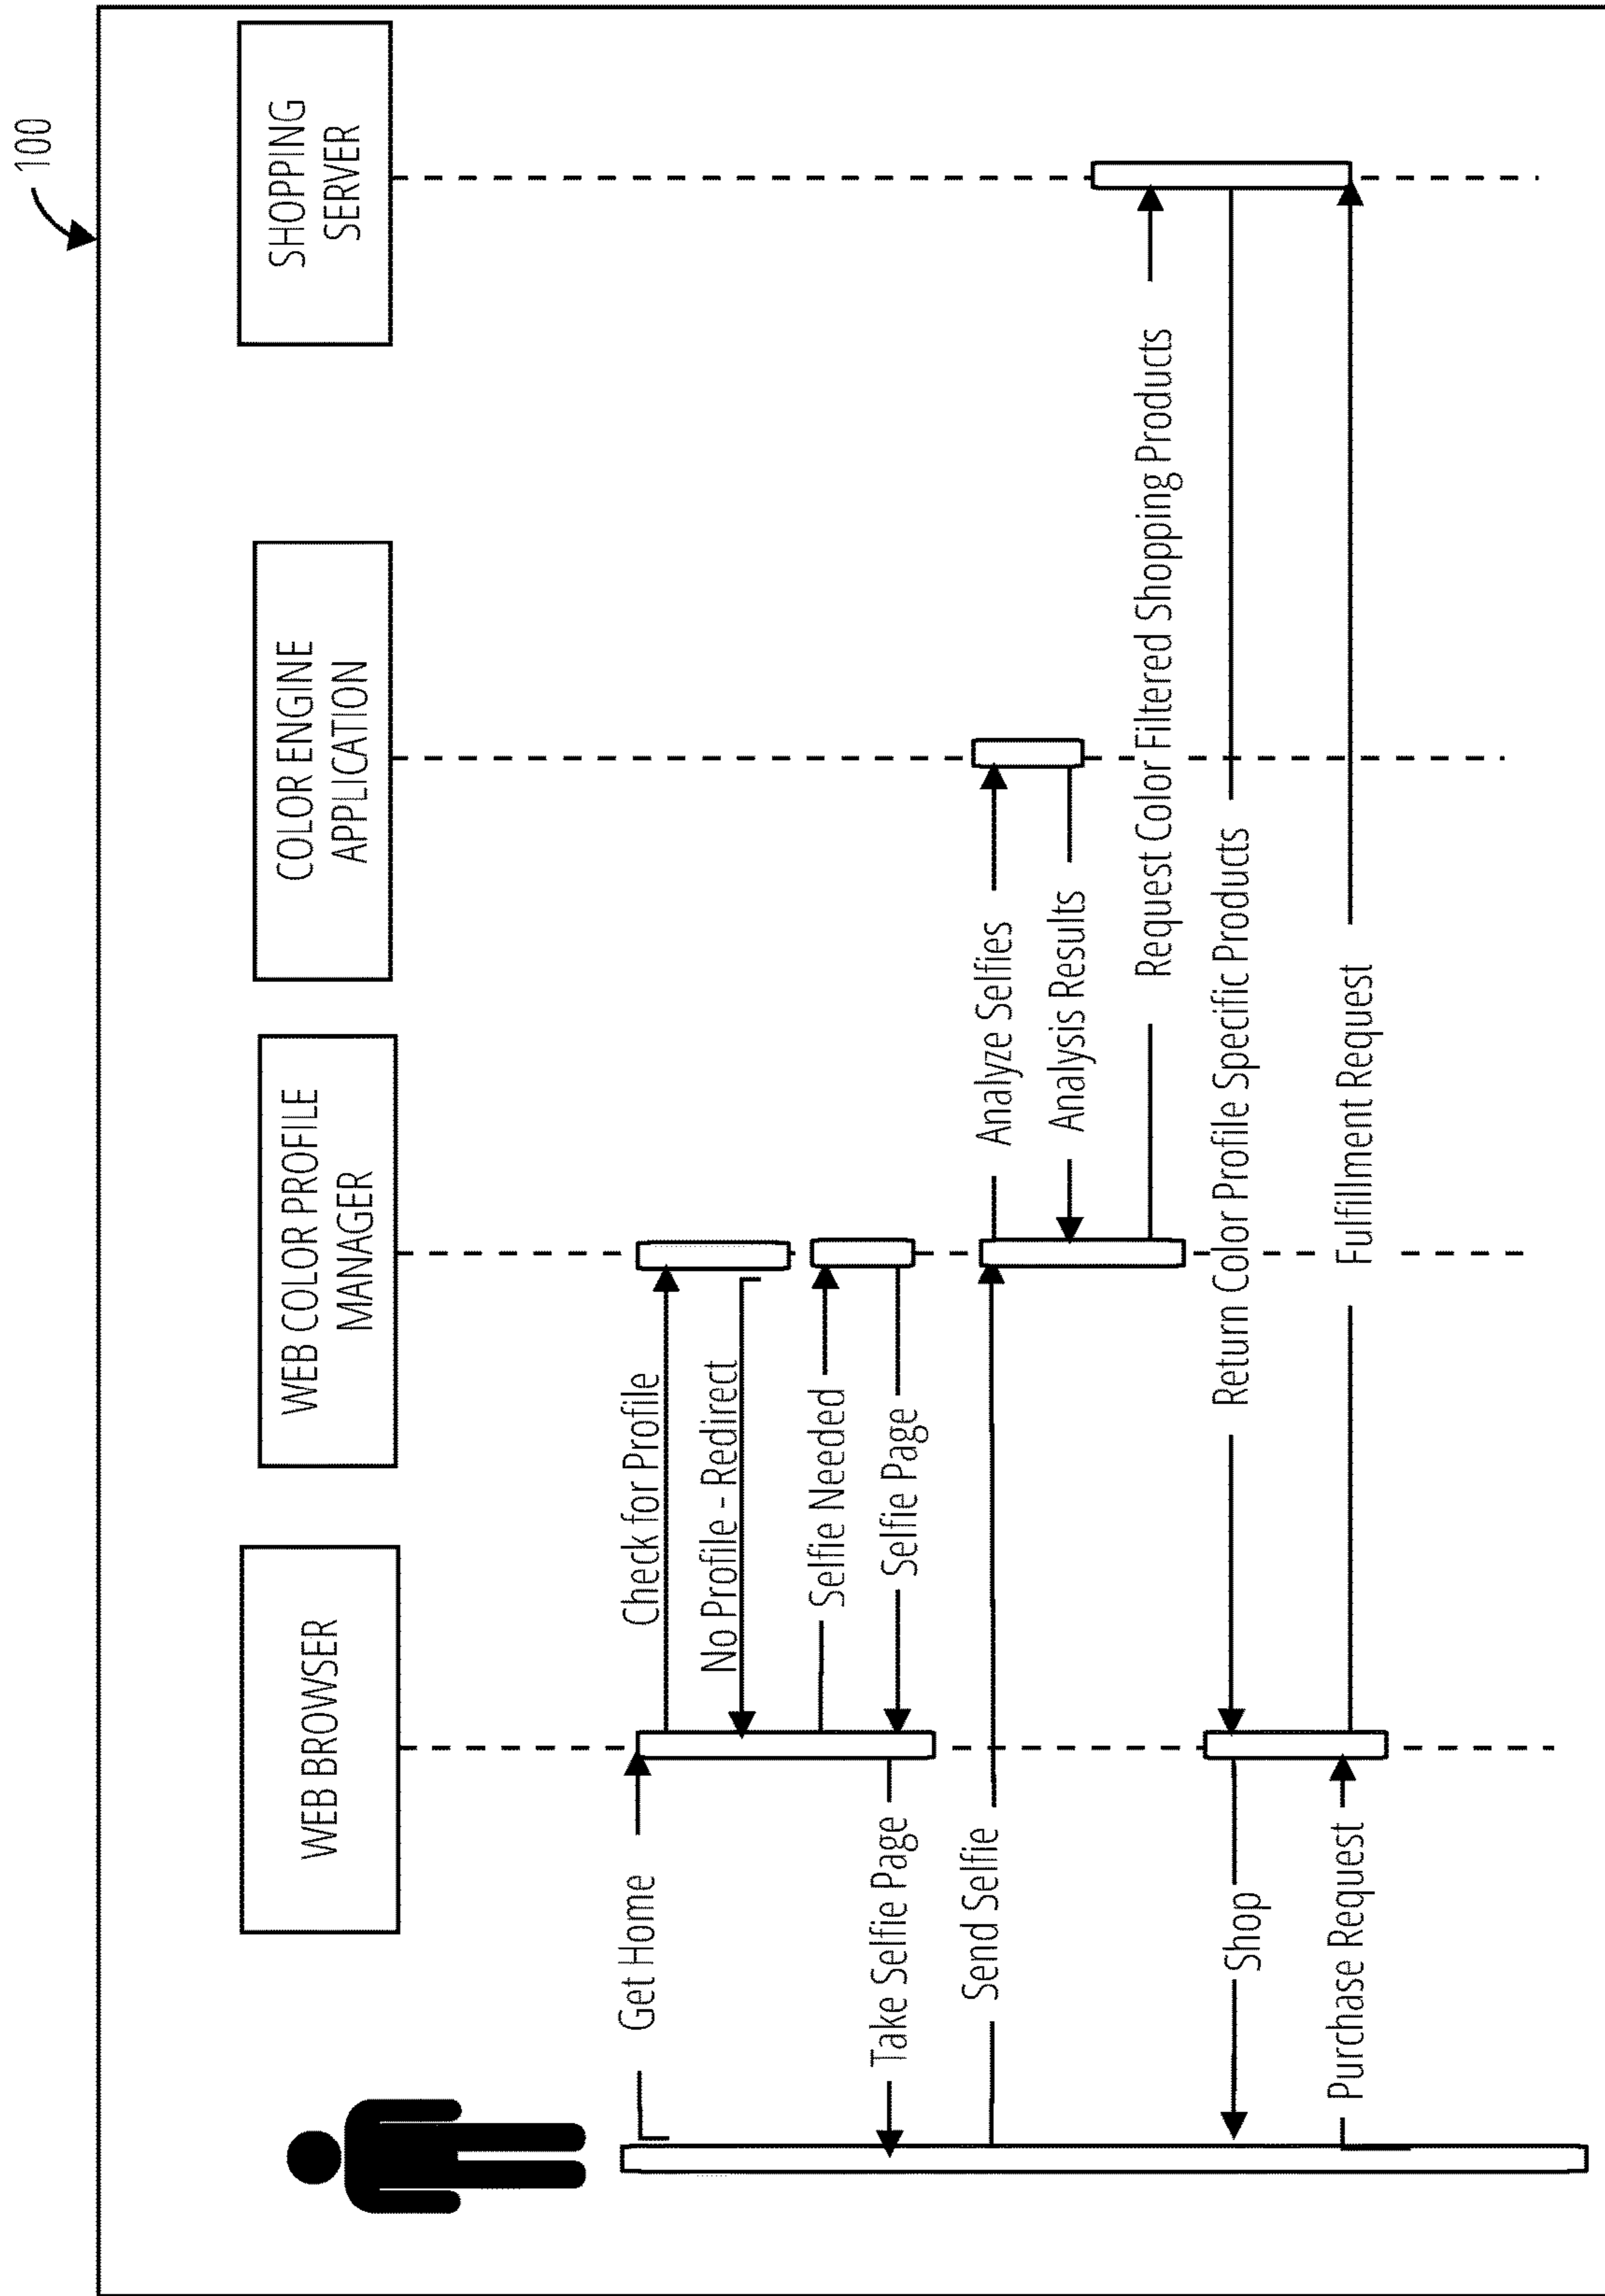 100
WEB BROWSER
WEB COLOR PROFILE
MANAGER
COLOR ENGINE
APPLICATION
SHOPPING
SERVER
Get Home
Check for Profile
No Profile - Redirect
Selfie Needed
Take Selfie Page
Selfie Page
Send Selfie
Analyze Selfies
Analysis Results
Request Color Filtered Shopping Products
Shop
Return Color Profile Specific Products
Purchase Request
Fulfillment Request